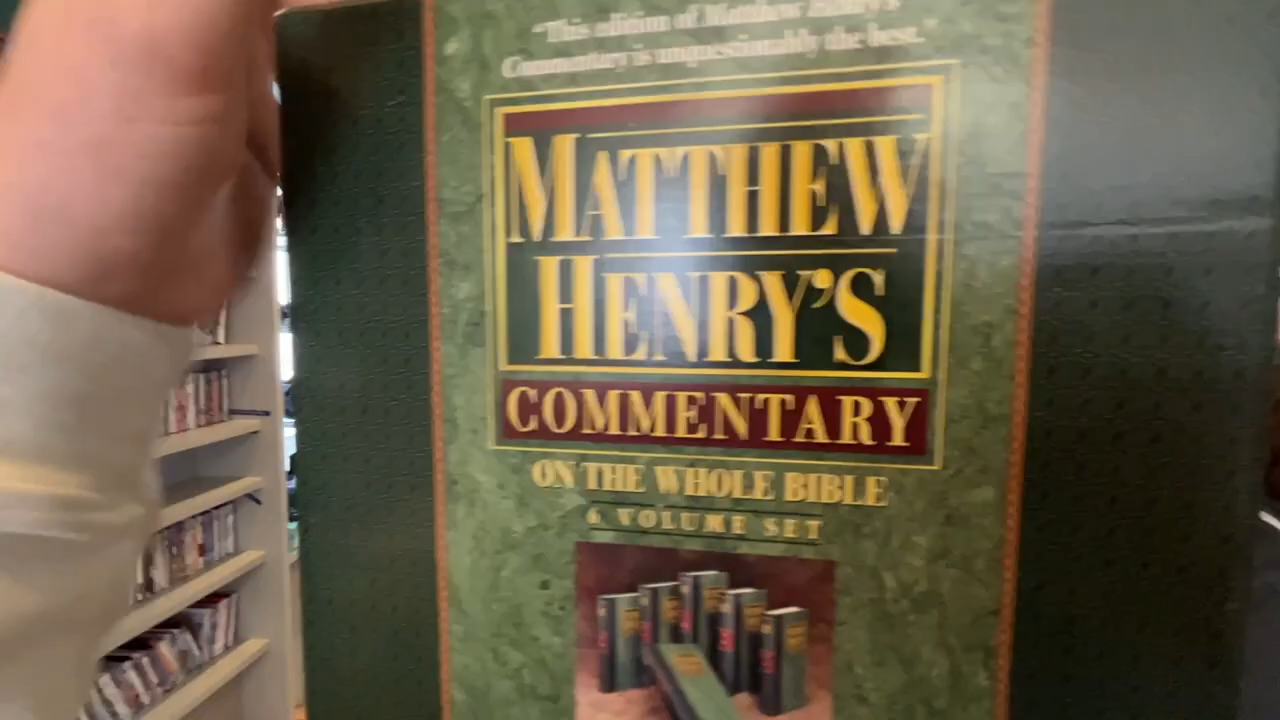 "This edition of Matthew Henry's
Commentary is unquestionably the best."
MATTHEW
HENRY'S
COMMENTARY
ON THE WHOLE BIBLE
6 VOLUME SET